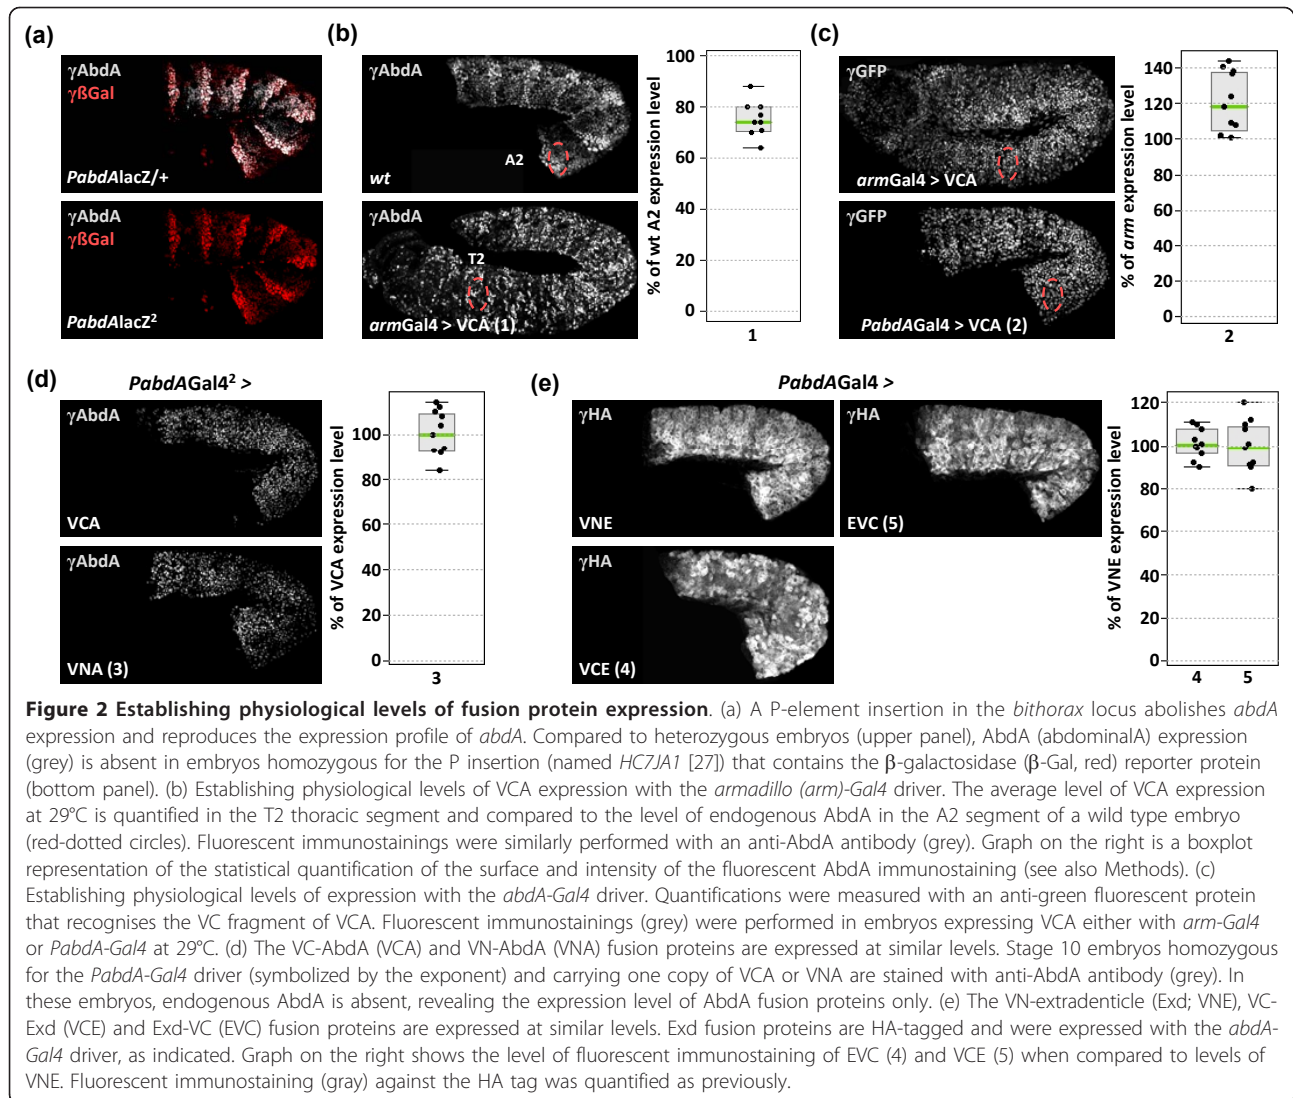 (a)
γAbdA
γßGal
PabdAlacZ/+
γAbdA
γßGal
PabdAlacZ²
(b)
γAbdA
A2
wt
γAbdA
T2
armGal4 > VCA (1)
% of wt A2 expression level
100
80
60
40
20
0
1
(c)
γGFP
armGal4 > VCA
γGFP
PabdAGal4 > VCA (2)
% of arm expression level
140
120
100
80
60
40
20
0
2
(d)
PabdAGal4² >
γAbdA
VCA
γAbdA
VNA (3)
% of VCA expression level
100
80
60
40
20
0
3
(e)
PabdAGal4 >
γHA
VNE
γHA
EVC (5)
γHA
VCE (4)
% of VNE expression level
120
100
80
60
40
20
0
4 5
Figure 2 Establishing physiological levels of fusion protein expression. (a) A P-element insertion in the bithorax locus abolishes abdA
expression and reproduces the expression profile of abdA. Compared to heterozygous embryos (upper panel), AbdA (abdominalA) expression
(grey) is absent in embryos homozygous for the P insertion (named HC7JA1 [27]) that contains the β-galactosidase (β-Gal, red) reporter protein
(bottom panel). (b) Establishing physiological levels of VCA expression with the armadillo (arm)-Gal4 driver. The average level of VCA expression
at 29°C is quantified in the T2 thoracic segment and compared to the level of endogenous AbdA in the A2 segment of a wild type embryo
(red-dotted circles). Fluorescent immunostainings were similarly performed with an anti-AbdA antibody (grey). Graph on the right is a boxplot
representation of the statistical quantification of the surface and intensity of the fluorescent AbdA immunostaining (see also Methods). (c)
Establishing physiological levels of expression with the abdA-Gal4 driver. Quantifications were measured with an anti-green fluorescent protein
that recognises the VC fragment of VCA. Fluorescent immunostainings (grey) were performed in embryos expressing VCA either with arm-Gal4
or PabdA-Gal4 at 29°C. (d) The VC-AbdA (VCA) and VN-AbdA (VNA) fusion proteins are expressed at similar levels. Stage 10 embryos homozygous
for the PabdA-Gal4 driver (symbolized by the exponent) and carrying one copy of VCA or VNA are stained with anti-AbdA antibody (grey). In
these embryos, endogenous AbdA is absent, revealing the expression level of AbdA fusion proteins only. (e) The VN-extradenticle (Exd; VNE), VC-
Exd (VCE) and Exd-VC (EVC) fusion proteins are expressed at similar levels. Exd fusion proteins are HA-tagged and were expressed with the abdA-
Gal4 driver, as indicated. Graph on the right shows the level of fluorescent immunostaining of EVC (4) and VCE (5) when compared to levels of
VNE. Fluorescent immunostaining (gray) against the HA tag was quantified as previously.